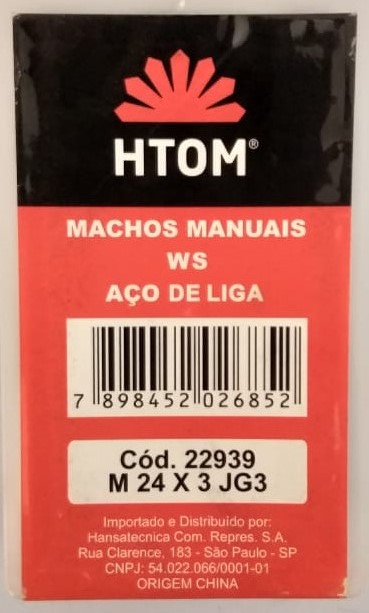 HTOM®
MACHOS MANUAIS
WS
AÇO DE LIGA
7 898452 026852
Cód. 22939
M 24 X 3 JG3
Importado e Distribuído por:
Hansatecnica Com. Repres. S.A.
Rua Clarence, 183 - São Paulo - SP
CNPJ: 54.022.066/0001-01
ORIGEM CHINA